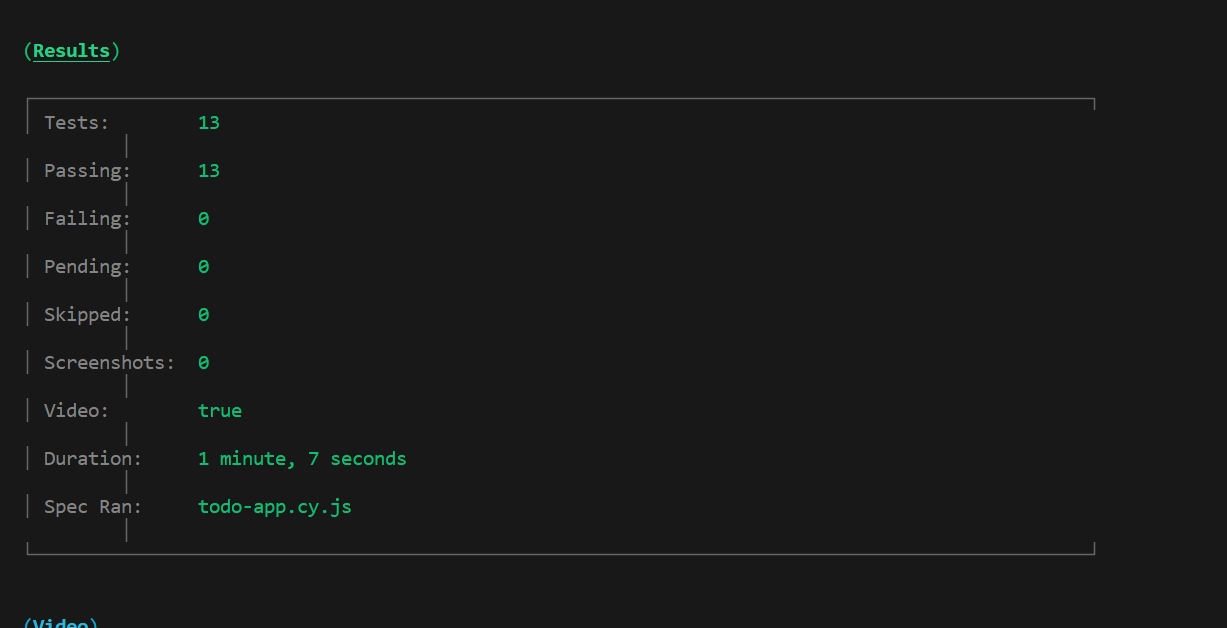 (Results)
Tests: 13
Passing: 13
Failing: 0
Pending: 0
Skipped: 0
Screenshots: 0
Video: true
Duration: 1 minute, 7 seconds
Spec Ran: todo-app.cy.js
(Video)